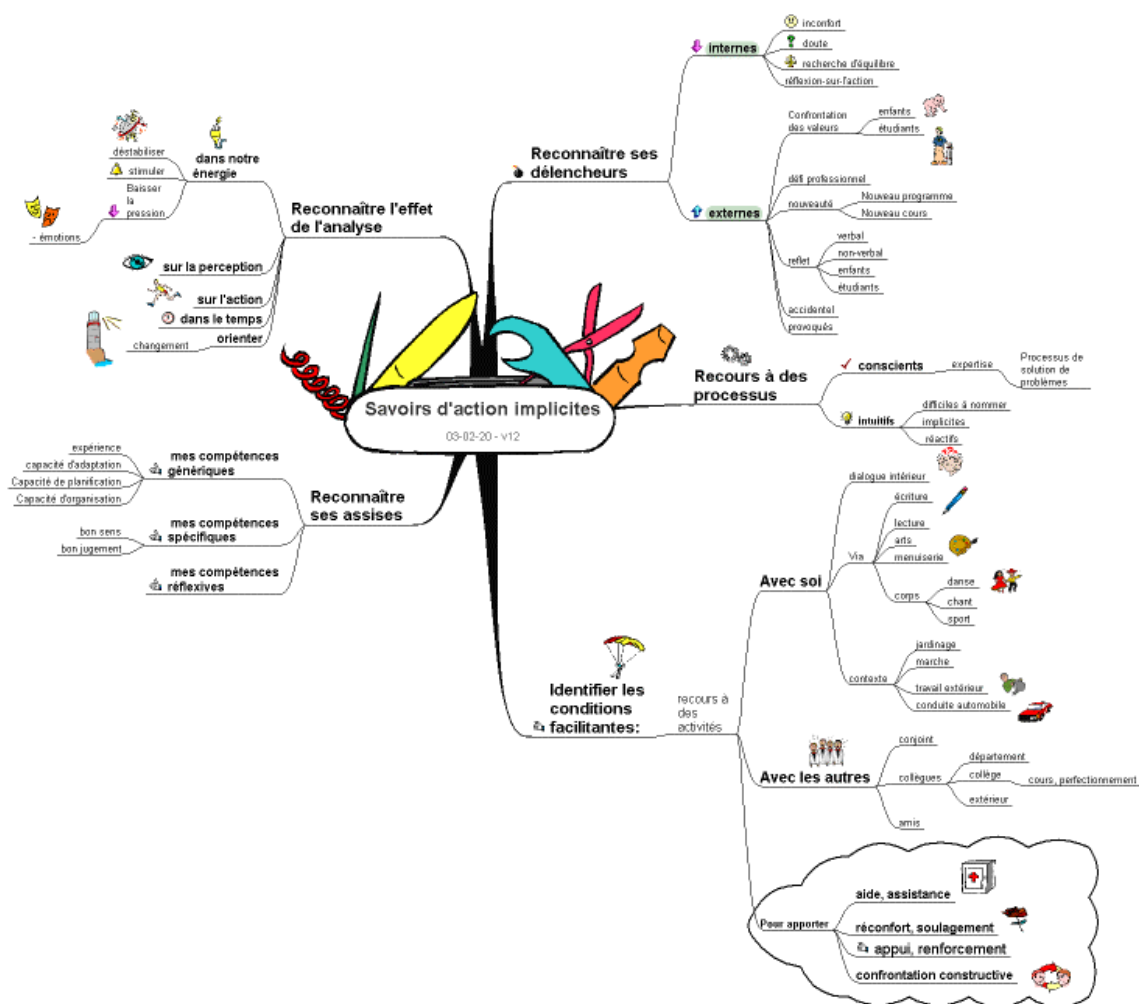 Savoirs d'action implicites
03-02-20 - v12
Reconnaître ses
délencheurs
internes
inconfort
doute
recherche d'équilibre
réflexion-sur-l'action
externes
Confrontation
des valeurs
enfants
étudiants
défi professionnel
nouveauté
Nouveau programme
Nouveau cours
reflet
verbal
non-verbal
enfants
étudiants
accidentel
provoqués
Recours à des
processus
conscients
expertise
Processus de
solution de
problèmes
intuitifs
difficiles à nommer
implicites
réactifs
Identifier les
conditions
facilitantes:
recours à
des
activités
Avec soi
dialogue intérieur
Via
écriture
lecture
arts
menuiserie
corps
danse
chant
sport
contexte
jardinage
marche
travail extérieur
conduite automobile
Avec les autres
conjoint
collègues
département
collège
cours, perfectionnement
extérieur
amis
Pour apporter
aide, assistance
réconfort, soulagement
appui, renforcement
confrontation constructive
Reconnaître
ses assises
mes compétences
génériques
expérience
capacité d'adaptation
Capacité de planification
Capacité d'organisation
mes compétences
spécifiques
bon sens
bon jugement
mes compétences
réflexives
Reconnaître l'effet
de l'analyse
dans notre
énergie
déstabiliser
stimuler
Baisser
la
pression
- émotions
sur la perception
sur l'action
dans le temps
orienter
changement